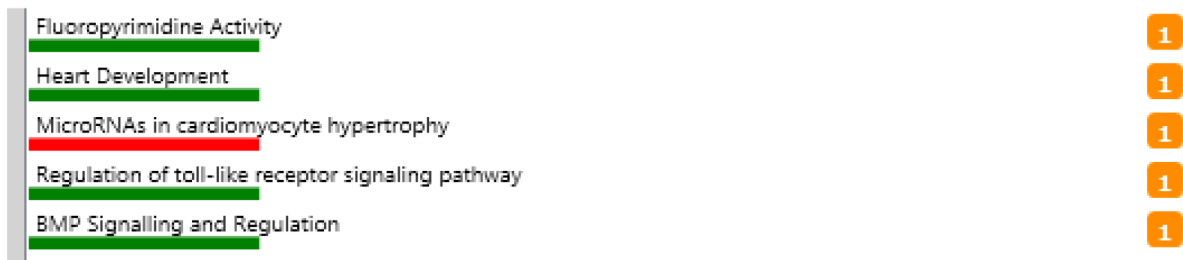 Fluoropyrimidine Activity 1
Heart Development 1
MicroRNAs in cardiomyocyte hypertrophy 1
Regulation of toll-like receptor signaling pathway 1
BMP Signalling and Regulation 1